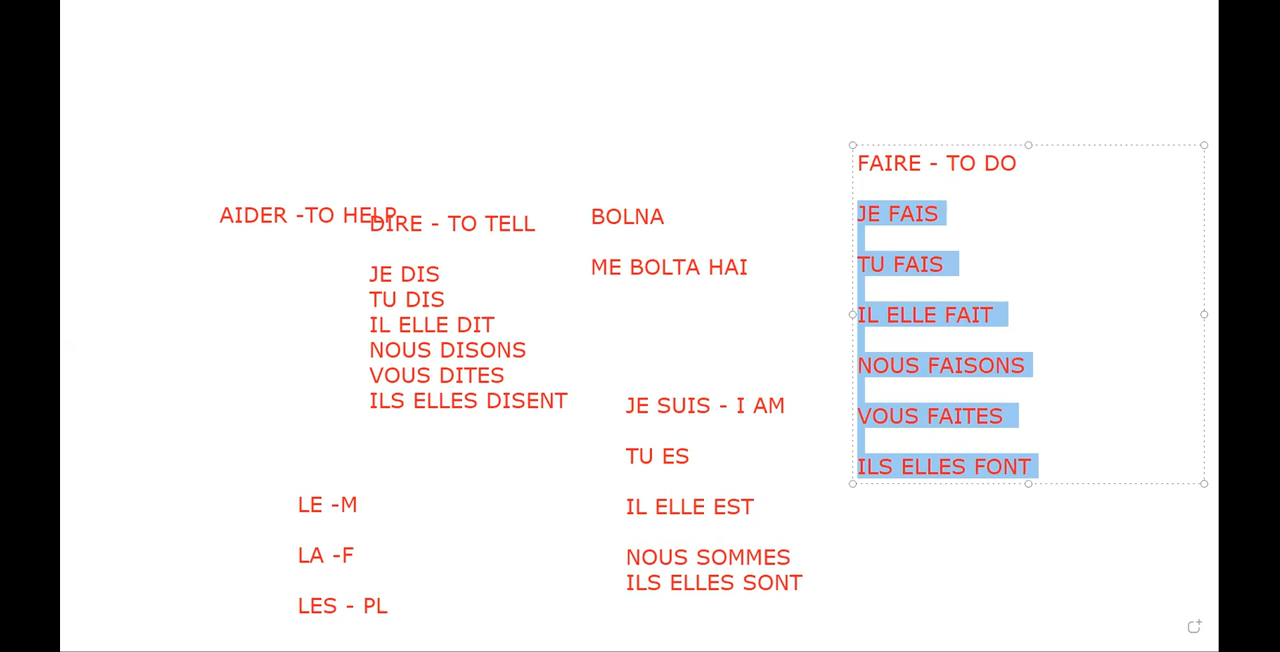 AIDER -TO HELP
DIRE - TO TELL
JE DIS
TU DIS
IL ELLE DIT
NOUS DISONS
VOUS DITES
ILS ELLES DISENT
BOLNA
ME BOLTA HAI
FAIRE - TO DO
JE FAIS
TU FAIS
IL ELLE FAIT
NOUS FAISONS
VOUS FAITES
ILS ELLES FONT
JE SUIS - I AM
TU ES
IL ELLE EST
NOUS SOMMES
ILS ELLES SONT
LE -M
LA -F
LES - PL